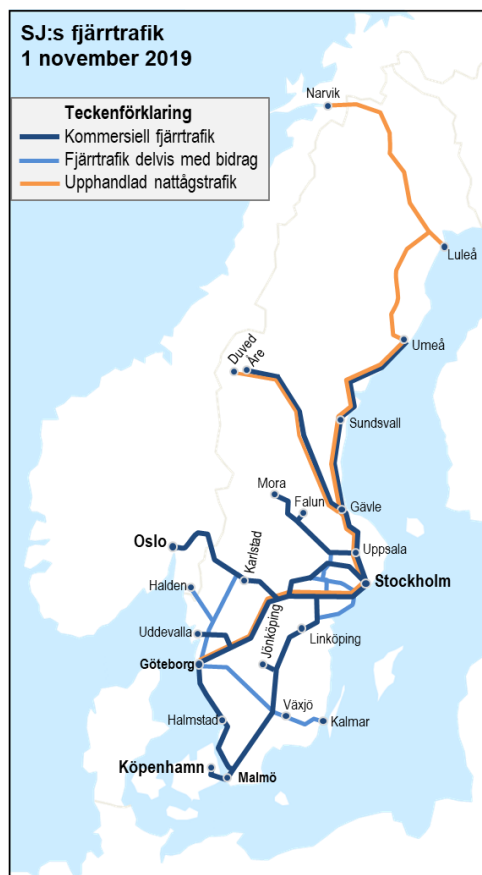 SJ:s fjärrtrafik
1 november 2019
Teckenförklaring
Kommersiell fjärrtrafik
Fjärrtrafik delvis med bidrag
Upphandlad nattågstrafik
Narvik
Luleå
Umeå
Duved
Åre
Sundsvall
Mora
Falun
Gävle
Oslo
Karlstad
Uppsala
Stockholm
Halden
Uddevalla
Jönköping
Linköping
Göteborg
Halmstad
Växjö
Kalmar
Köpenhamn
Malmö